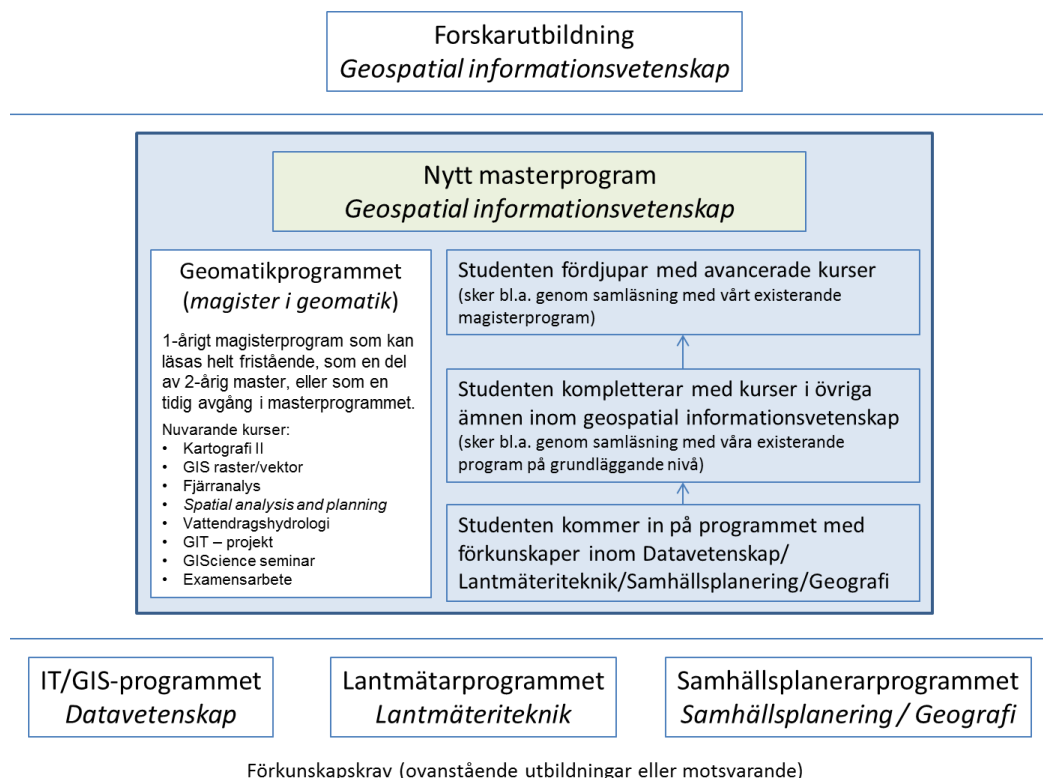 Forskarutbildning
Geospatial informationsvetenskap
Nytt masterprogram
Geospatial informationsvetenskap
Geomatikprogrammet
(magister i geomatik)
1-årigt magisterprogram som kan
läsas helt fristående, som en del
av 2-årig master, eller som en
tidig avgång i masterprogrammet.
Nuvarande kurser:
• Kartografi II
• GIS raster/vektor
• Fjärranalys
• Spatial analysis and planning
• Vattendragshydrologi
• GIT – projekt
• GIScience seminar
• Examensarbete
Studenten fördjupar med avancerade kurser
(sker bl.a. genom samläsning med vårt existerande
magisterprogram)
Studenten kompletterar med kurser i övriga
ämnen inom geospatial informationsvetenskap
(sker bl.a. genom samläsning med våra existerande
program på grundläggande nivå)
Studenten kommer in på programmet med
förkunskaper inom Datavetenskap/
Lantmäteriteknik/Samhällsplanering/Geografi
IT/GIS-programmet
Datavetenskap
Lantmätarprogrammet
Lantmäteriteknik
Samhällsplanerarprogrammet
Samhällsplanering / Geografi
Förkunskapskrav (ovanstående utbildningar eller motsvarande)